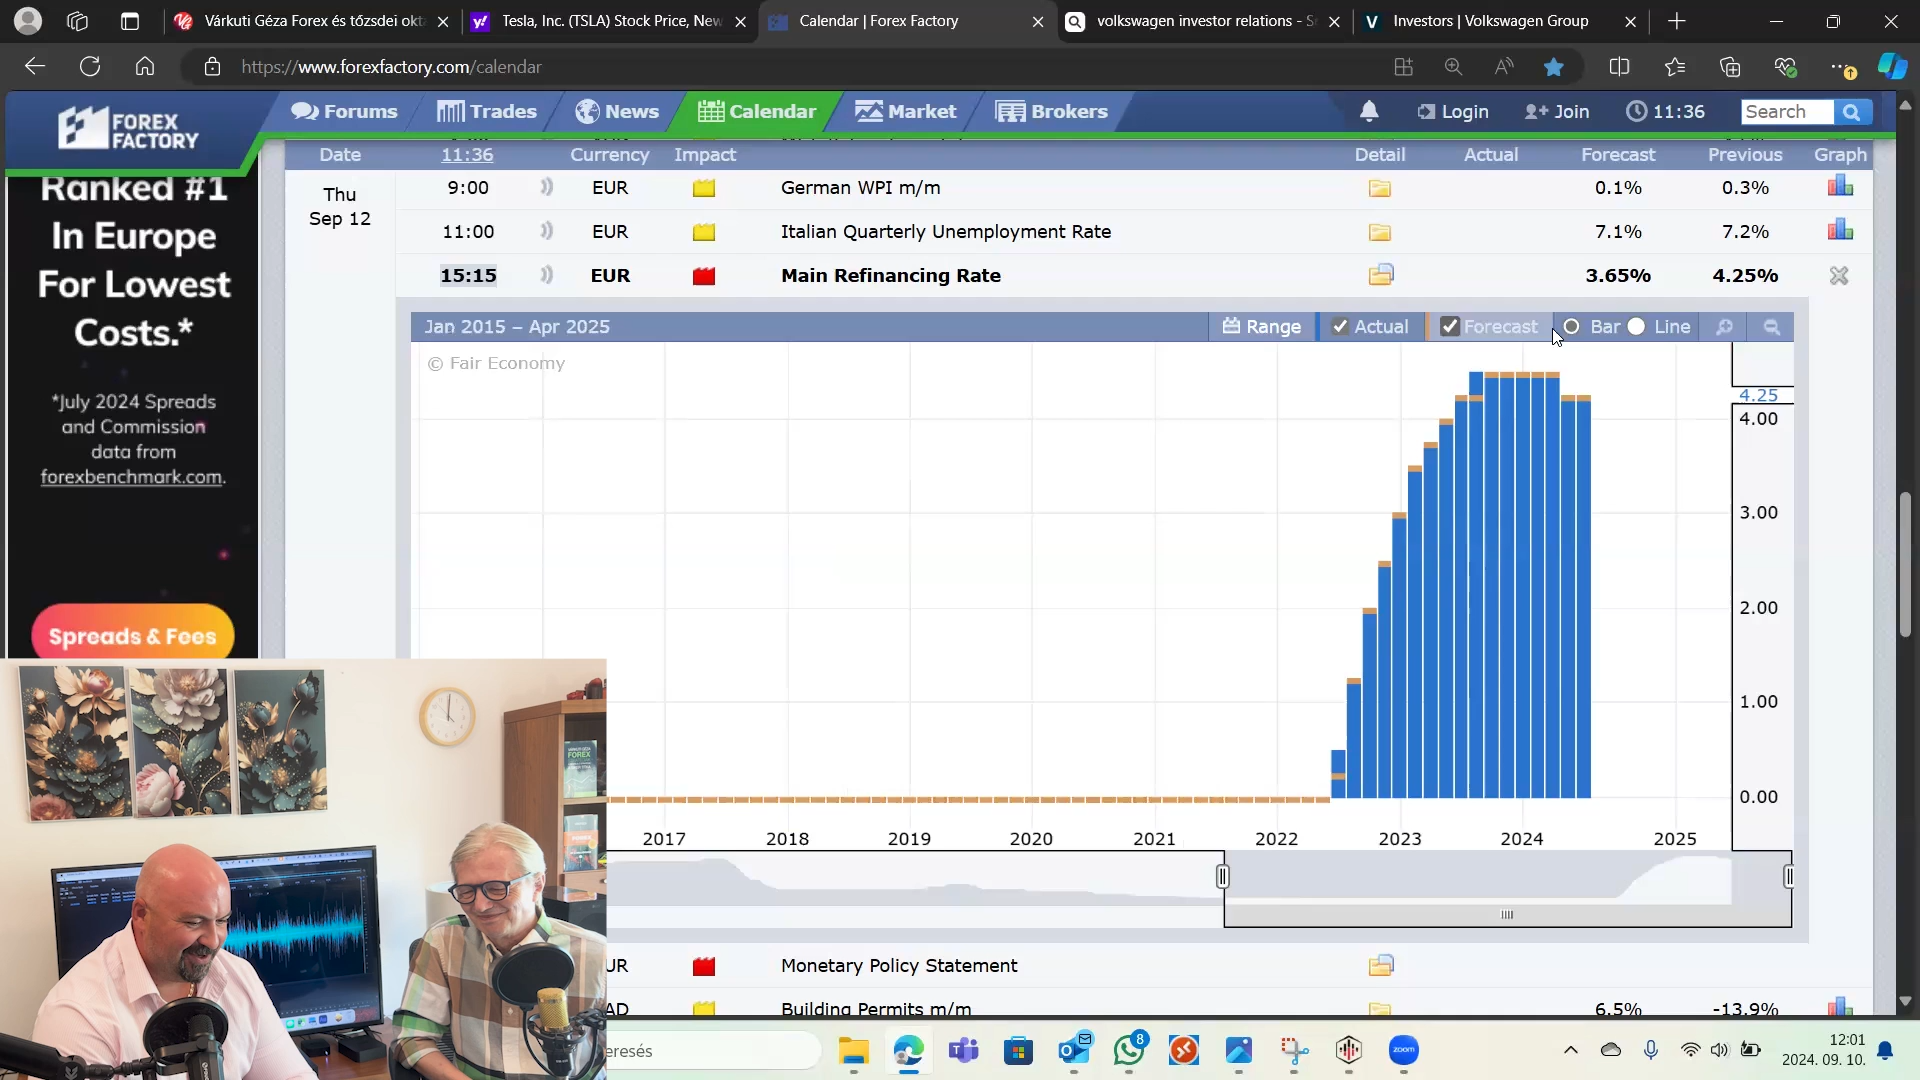 Várkuti Géza Forex és tőzsdei okta
Tesla, Inc. (TSLA) Stock Price, New
Calendar | Forex Factory
volkswagen investor relations - Se
Investors | Volkswagen Group
https://www.forexfactory.com/calendar
FOREX FACTORY
Forums
Trades
News
Calendar
Market
Brokers
Login
Join
11:36
Search
Date 11:36 Currency Impact Detail Actual Forecast Previous Graph
Thu
Sep 12
9:00 EUR German WPI m/m 0.1% 0.3%
11:00 EUR Italian Quarterly Unemployment Rate 7.1% 7.2%
15:15 EUR Main Refinancing Rate 3.65% 4.25%
Ranked #1
In Europe
For Lowest
Costs.*
*July 2024 Spreads
and Commission
data from
forexbenchmark.com.
Spreads & Fees
Jan 2015 – Apr 2025 Range Actual Forecast Bar Line
© Fair Economy
4.25
4.00
3.00
2.00
1.00
0.00
2017 2018 2019 2020 2021 2022 2023 2024 2025
UR Monetary Policy Statement
AD Building Permits m/m 6.5% -13.9%
FOREX
eresés
8
zoom
12:01
2024. 09. 10.